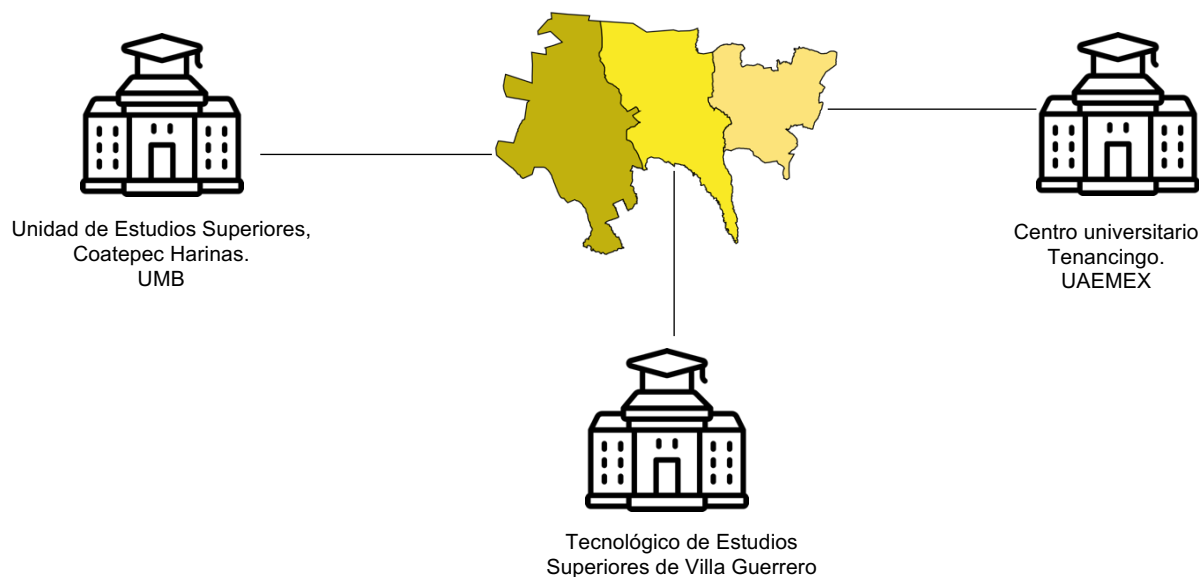 Unidad de Estudios Superiores,
Coatepec Harinas.
UMB
Centro universitario
Tenancingo.
UAEMEX
Tecnológico de Estudios
Superiores de Villa Guerrero